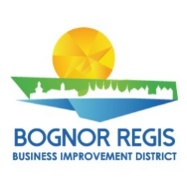 BOGNOR REGIS
BUSINESS IMPROVEMENT DISTRICT